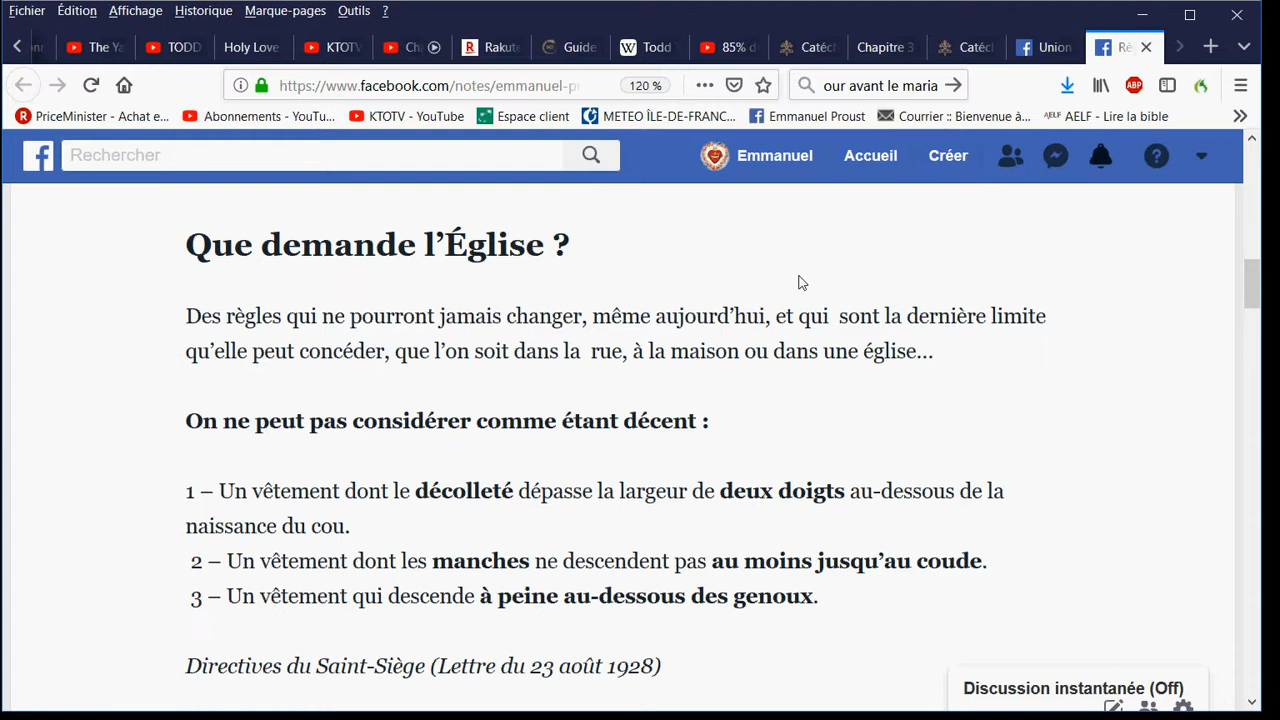 Fichier Édition Affichage Historique Marque-pages Outils ?
The Ya TODD Holy Love KTOV Cha Rakute Guide Todd 85% d Catéc Chapitre 3 Catéc Union Rè
https://www.facebook.com/notes/emmanuel-pr 120 % our avant le maria
PriceMinister - Achat e... Abonnements - YouTu... KTOTV - YouTube Espace client METEO ÎLE-DE-FRANC... Emmanuel Proust Courrier :: Bienvenue à... AELF - Lire la bible
Rechercher Emmanuel Accueil Créer
Que demande l’Église ?
Des règles qui ne pourront jamais changer, même aujourd’hui, et qui sont la dernière limite
qu’elle peut concéder, que l’on soit dans la rue, à la maison ou dans une église…
On ne peut pas considérer comme étant décent :
1 – Un vêtement dont le décolleté dépasse la largeur de deux doigts au-dessous de la
naissance du cou.
2 – Un vêtement dont les manches ne descendent pas au moins jusqu’au coude.
3 – Un vêtement qui descende à peine au-dessous des genoux.
Directives du Saint-Siège (Lettre du 23 août 1928)
Discussion instantanée (Off)